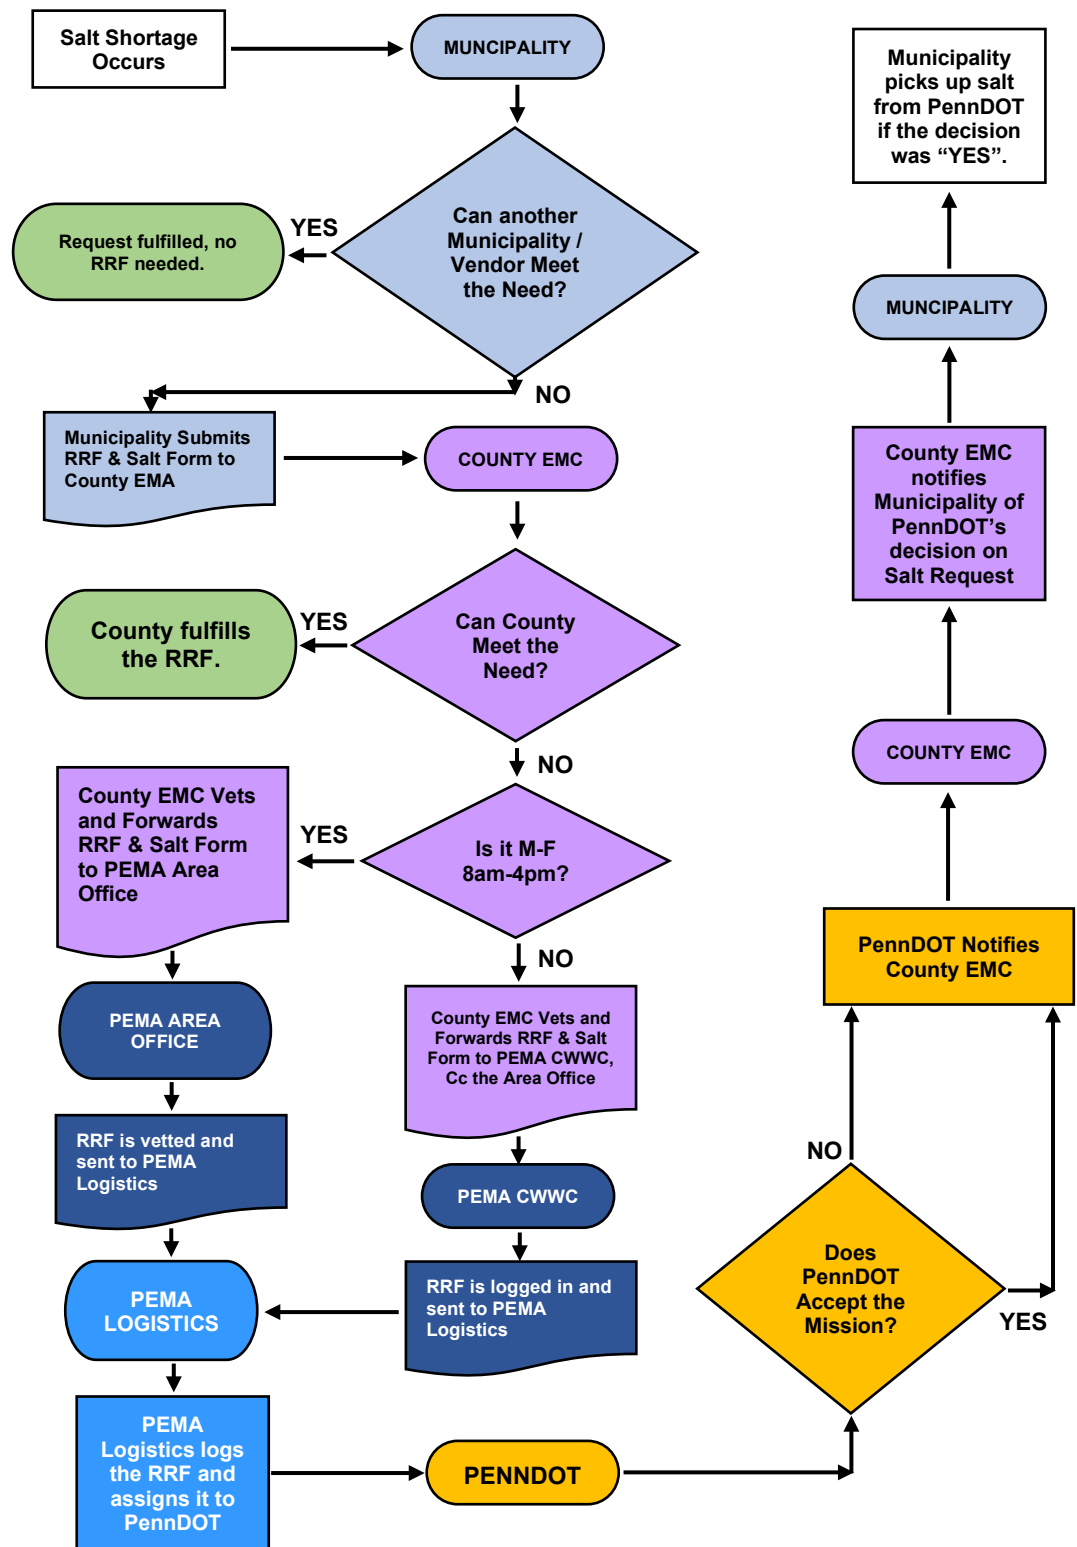 Salt Shortage
Occurs
MUNCIPALITY
Can another
Municipality /
Vendor Meet
the Need?
YES
Request fulfilled, no
RRF needed.
NO
Municipality Submits
RRF & Salt Form to
County EMA
COUNTY EMC
Can County
Meet the
Need?
YES
County fulfills
the RRF.
NO
Is it M-F
8am-4pm?
YES
County EMC Vets
and Forwards
RRF & Salt Form
to PEMA Area
Office
NO
County EMC Vets and
Forwards RRF & Salt
Form to PEMA CWWC,
Cc the Area Office
PEMA AREA
OFFICE
RRF is vetted and
sent to PEMA
Logistics
PEMA CWWC
RRF is logged in and
sent to PEMA
Logistics
PEMA
LOGISTICS
PEMA
Logistics logs
the RRF and
assigns it to
PennDOT
PENNDOT
Does
PennDOT
Accept the
Mission?
NO
YES
PennDOT Notifies
County EMC
COUNTY EMC
County EMC
notifies
Municipality of
PennDOT’s
decision on
Salt Request
MUNCIPALITY
Municipality
picks up salt
from PennDOT
if the decision
was “YES”.